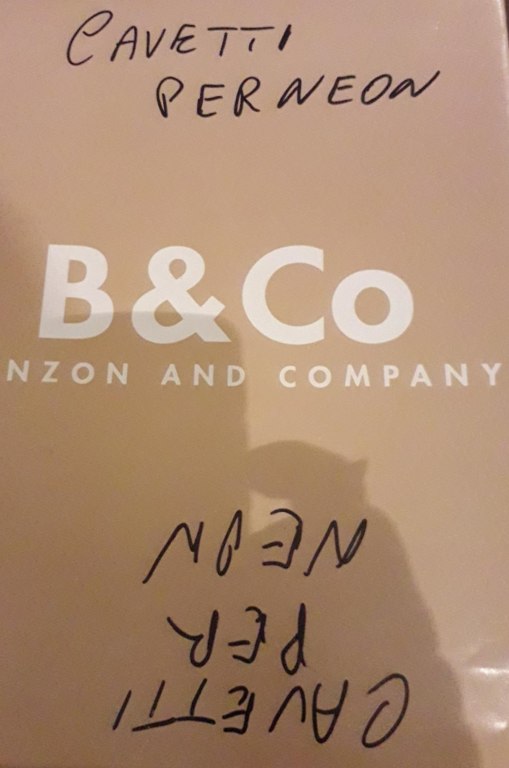 CAVETTI
PER NEON
B&Co
NZON AND COMPANY
CAVETTI
PER
NEON